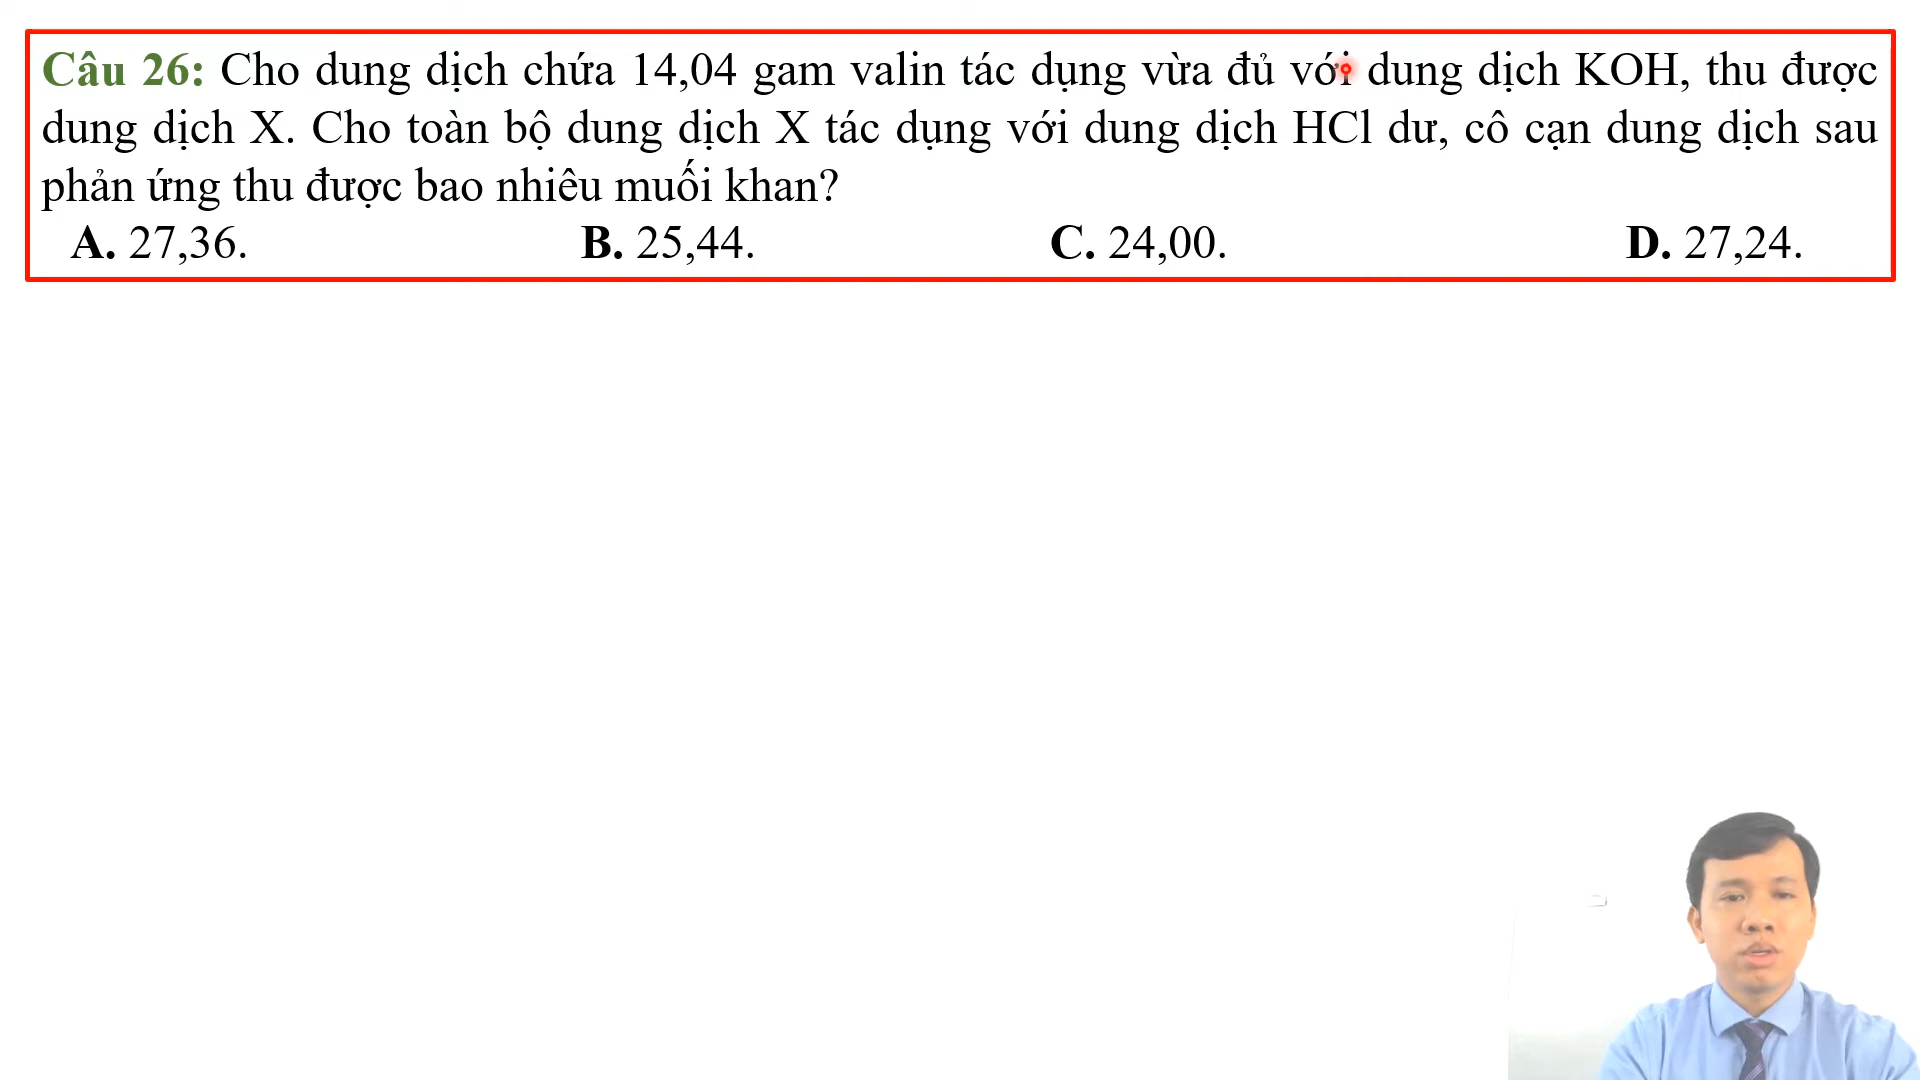 Câu 26: Cho dung dịch chứa 14,04 gam valin tác dụng vừa đủ với dung dịch KOH, thu được
dung dịch X. Cho toàn bộ dung dịch X tác dụng với dung dịch HCl dư, cô cạn dung dịch sau
phản ứng thu được bao nhiêu muối khan?
A. 27,36. B. 25,44. C. 24,00. D. 27,24.